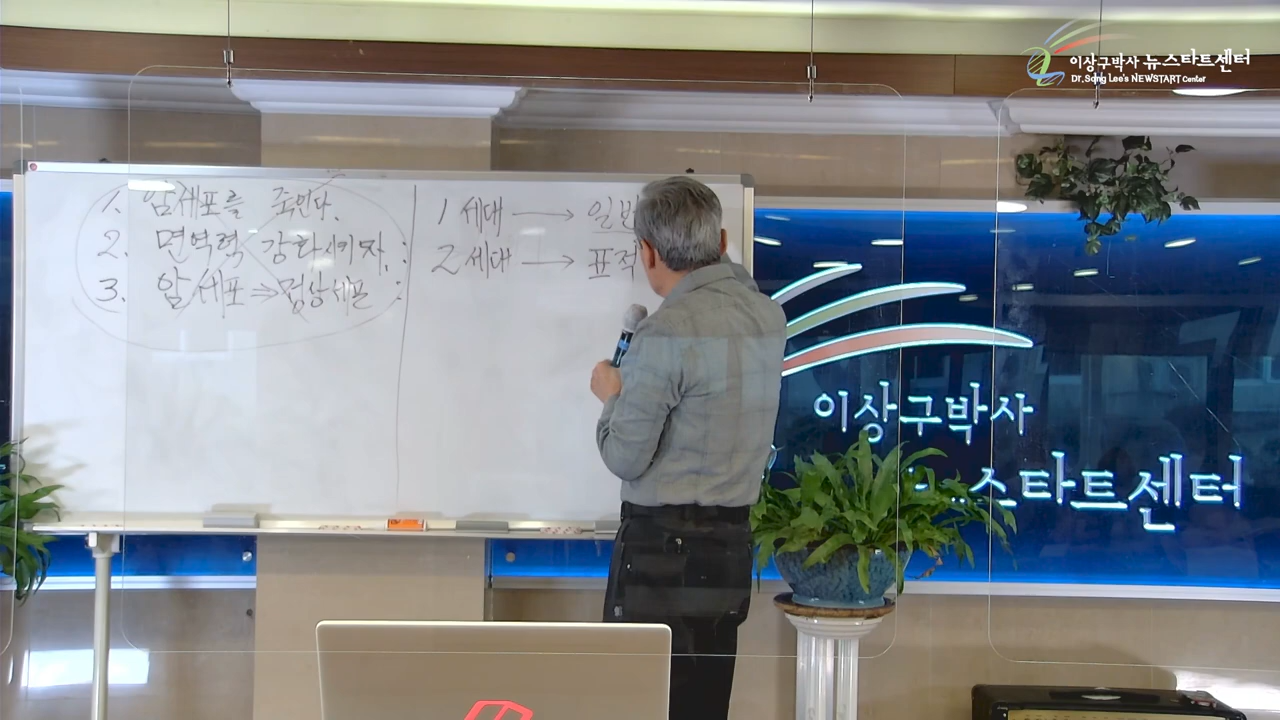 이상구박사 뉴스타트센터
Dr. Sang Lee's NEWSTART Center
1. 암세포를 죽인다.
2. 면역력 강화시키자.:
3. 암세포 ⇒ 정상세포 :
1 세대 → 일반
2 세대 → 표적
이상구박사
스타트센터